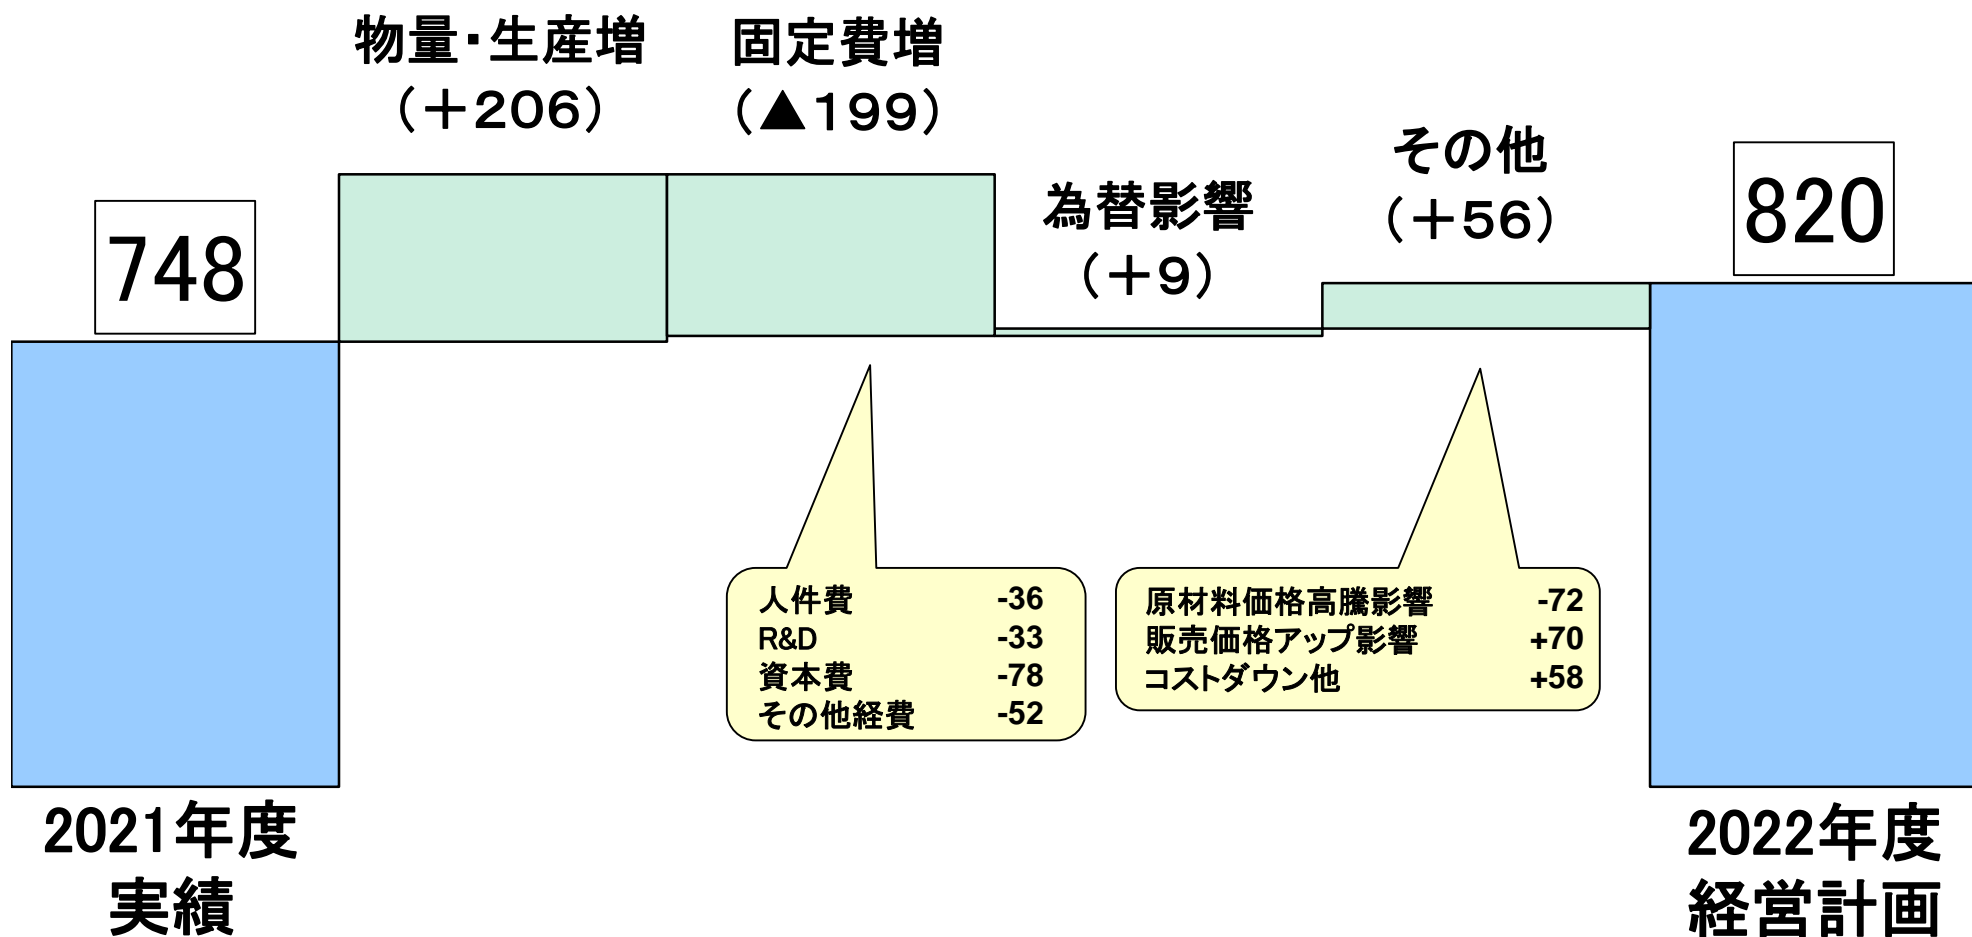 物量・生産増
（＋206）
固定費増
（▲199）
為替影響
（＋9）
その他
（＋56）
748
820
人件費 -36
R&D -33
資本費 -78
その他経費 -52
原材料価格高騰影響 -72
販売価格アップ影響 +70
コストダウン他 +58
2021年度
実績
2022年度
経営計画